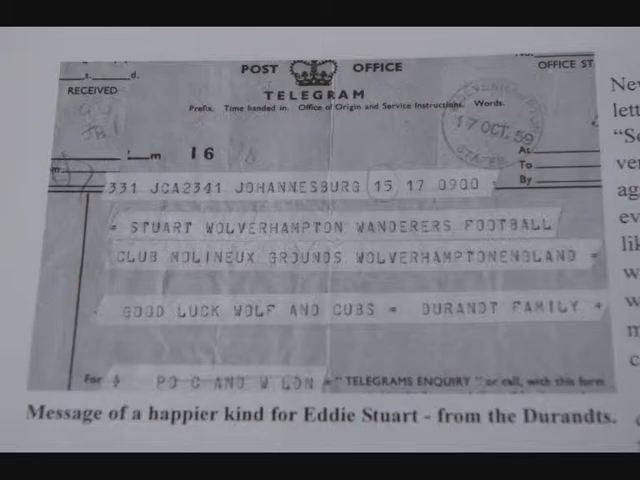 s. d.
POST OFFICE
OFFICE ST
RECEIVED
TELEGRAM
Prefix. Time handed in. Office of Origin and Service Instructions. Words.
17 OCT. 59
m
16
At
To
By
m
331 JCA2341 JOHANNESBURG 15 17 0900
= STUART WOLVERHAMPTON WANDERERS FOOTBALL
CLUB MOLINEUX GROUNDS WOLVERHAMPTONENGLAND =
GOOD LUCK WOLF AND CUBS = DURANDT FAMILY +
For PO C AND W LDN + "TELEGRAMS ENQUIRY" or call, with this form
Message of a happier kind for Eddie Stuart - from the Durandts.